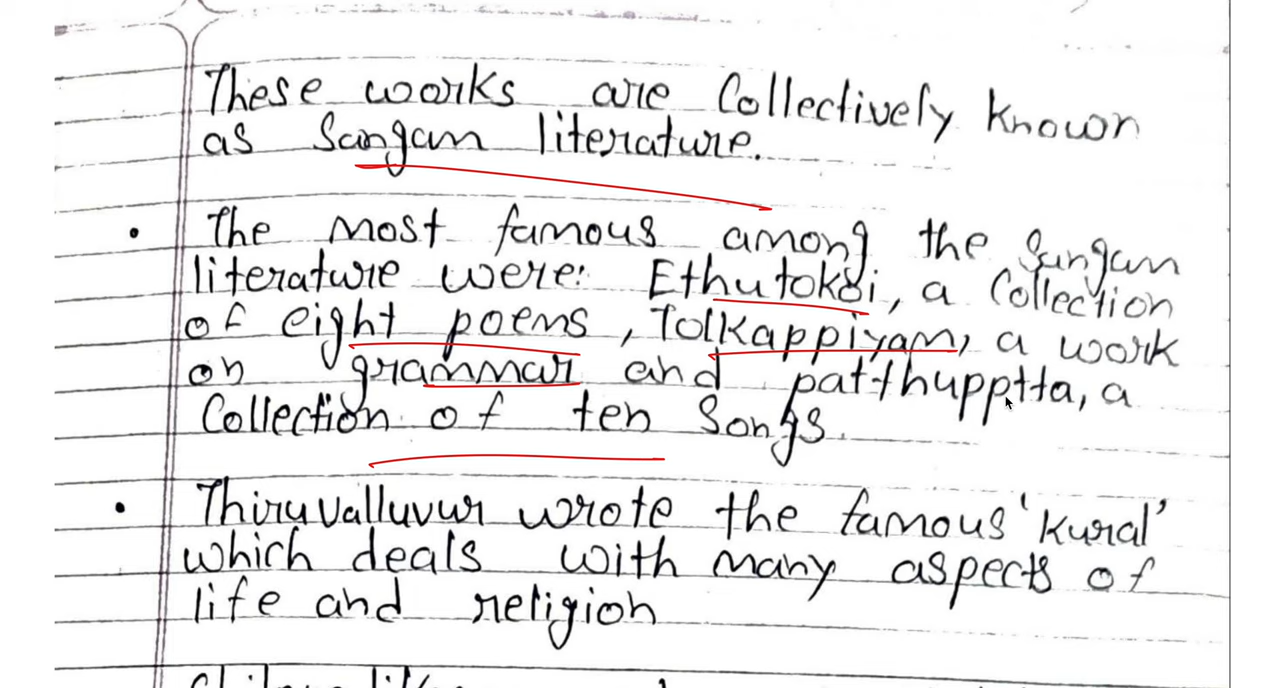 These works are Collectively known
as Sangam literature.
• The most famous among the Sangam
literature were: Ethutoksi, a Collection
of eight poems, Tolkappiyam, a work
on grammar and patthupptta, a
Collection of ten Songs.
• Thiruvalluvur wrote the famous 'Kural'
which deals with many aspects of
life and religion